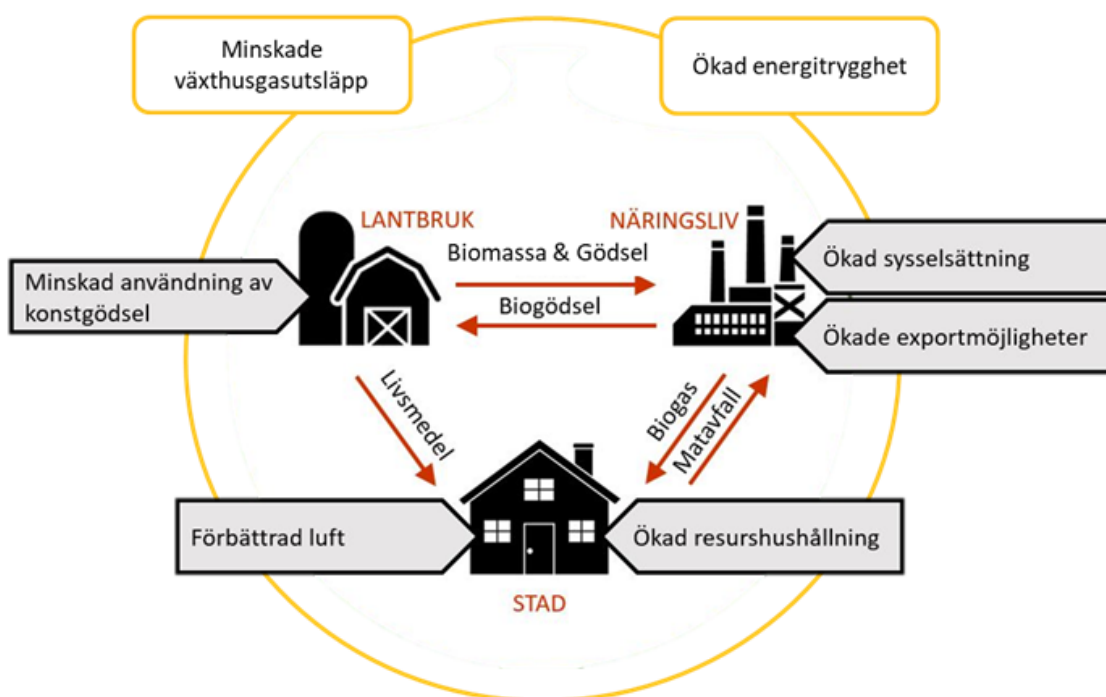 Minskade
växthusgasutsläpp
Ökad energitrygghet
LANTBRUK
NÄRINGSLIV
Biomassa & Gödsel
Ökad sysselsättning
Minskad användning av
konstgödsel
Biogödsel
Ökade exportmöjligheter
Livsmedel
Biogas
Matavfall
Förbättrad luft
Ökad resurshushållning
STAD